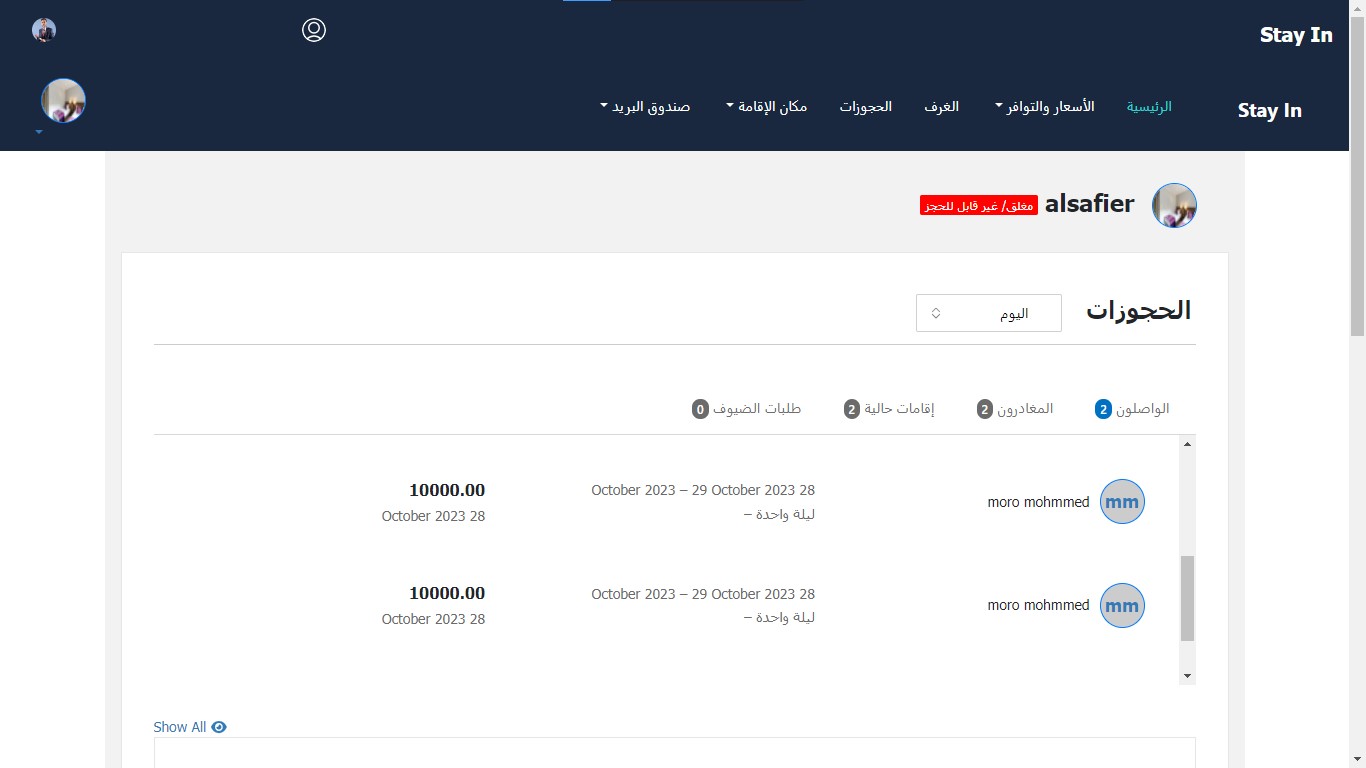 Stay In
Stay In
الرئيسية
الأسعار والتوافر
الغرف
الحجوزات
مكان الإقامة
صندوق البريد
alsafier
مغلق/ غير قابل للحجز
الحجوزات
اليوم
الواصلون 2
المغادرون 2
إقامات حالية 2
طلبات الضيوف 0
mm
moro mohmmed
October 2023 – 29 October 2023 28
ليلة واحدة –
10000.00
October 2023 28
mm
moro mohmmed
October 2023 – 29 October 2023 28
ليلة واحدة –
10000.00
October 2023 28
Show All